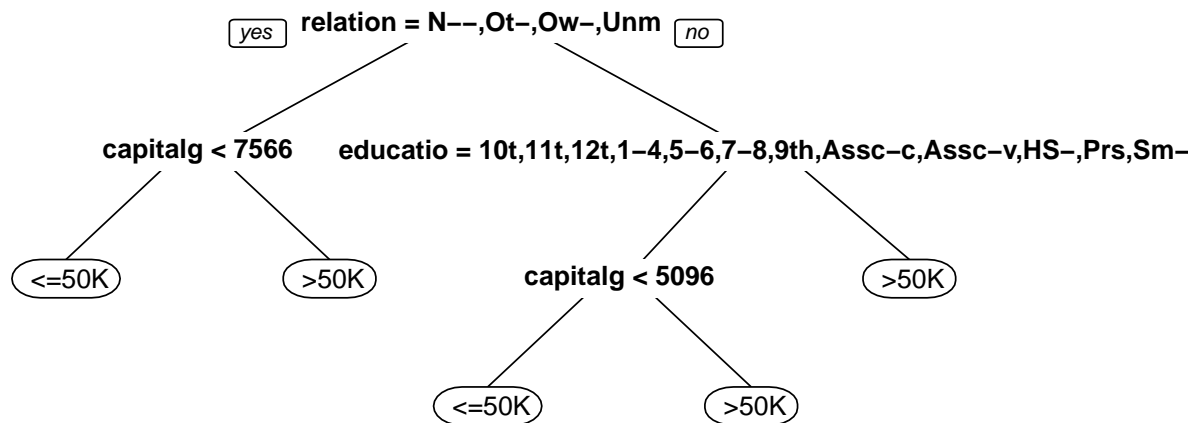 yes relation = N−−,Ot−,Ow−,Unm no
capitalg < 7566 educatio = 10t,11t,12t,1−4,5−6,7−8,9th,Assc−c,Assc−v,HS−,Prs,Sm−
<=50K >50K capitalg < 5096 >50K
<=50K >50K